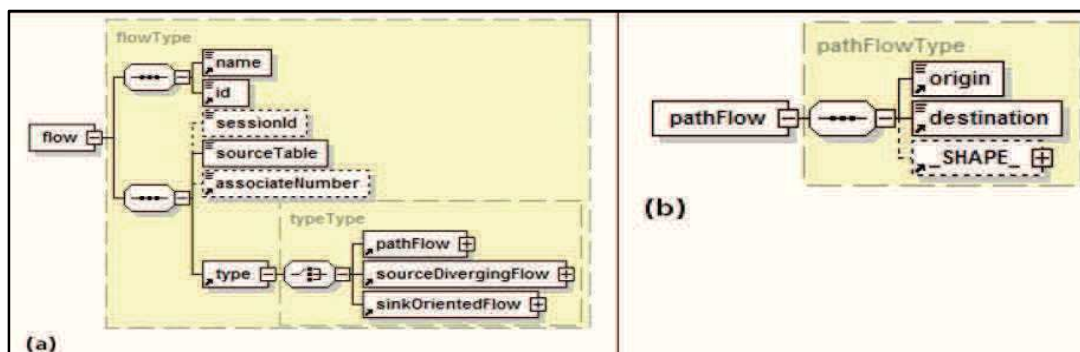 flowType
name
id
flow
sessionId
sourceTable
associateNumber
typeType
type
pathFlow
sourceDivergingFlow
sinkOrientedFlow
(a)
pathFlowType
origin
pathFlow
destination
_SHAPE_
(b)